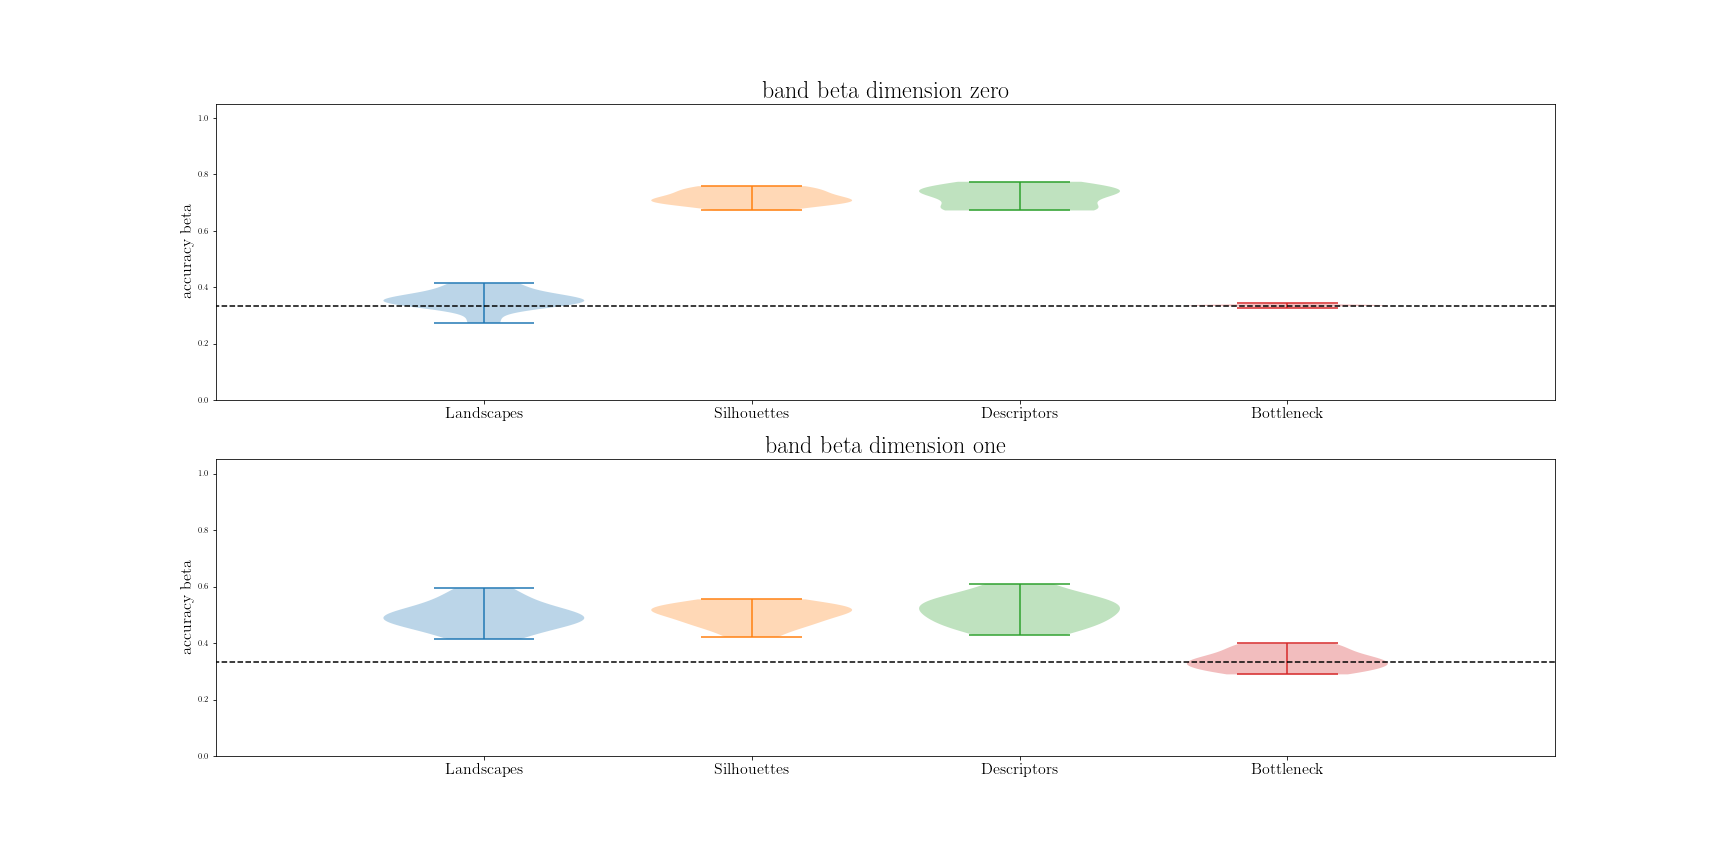 band beta dimension zero
accuracy beta
1.0
0.8
0.6
0.4
0.2
0.0
Landscapes Silhouettes Descriptors Bottleneck
band beta dimension one
accuracy beta
1.0
0.8
0.6
0.4
0.2
0.0
Landscapes Silhouettes Descriptors Bottleneck